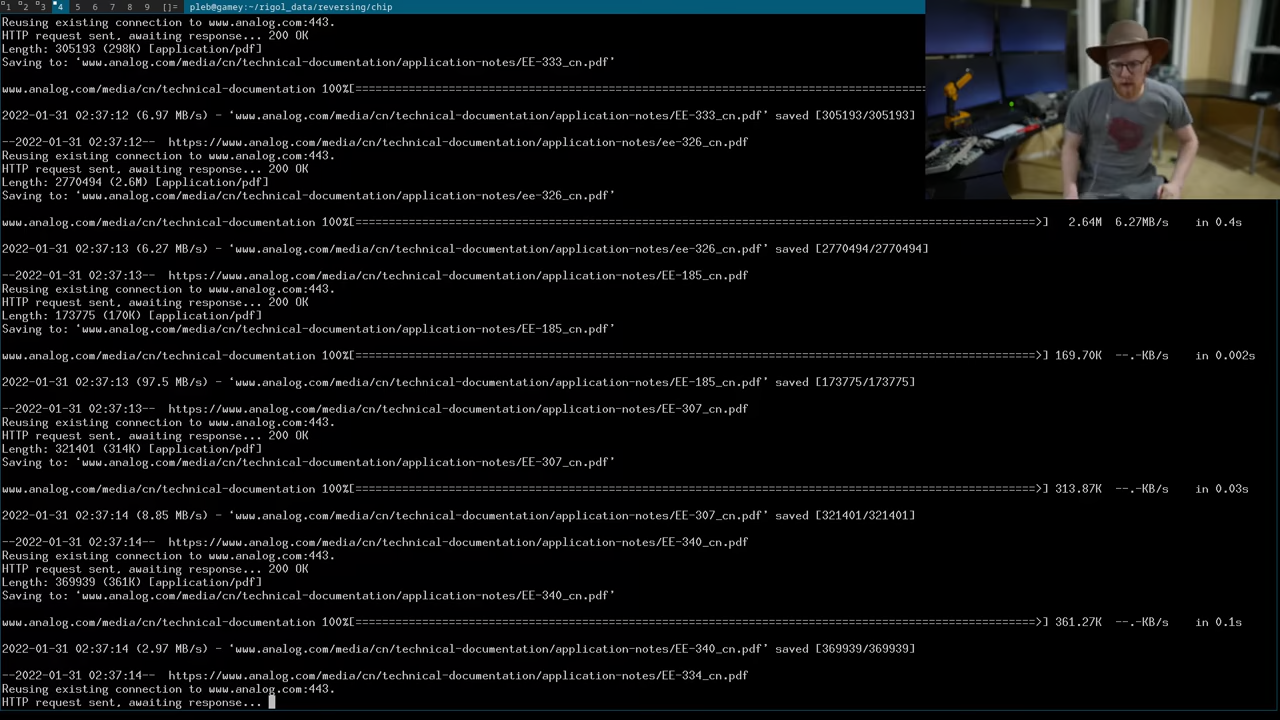 1 2 3 4 5 6 7 8 9 []= pleb@gamey:~/rigol_data/reversing/chip
Reusing existing connection to www.analog.com:443.
HTTP request sent, awaiting response... 200 OK
Length: 305193 (298K) [application/pdf]
Saving to: ‘www.analog.com/media/cn/technical-documentation/application-notes/EE-333_cn.pdf’
www.analog.com/media/cn/technical-documentation 100%[=====================================================================================
2022-01-31 02:37:12 (6.97 MB/s) - ‘www.analog.com/media/cn/technical-documentation/application-notes/EE-333_cn.pdf’ saved [305193/305193]
--2022-01-31 02:37:12--  https://www.analog.com/media/cn/technical-documentation/application-notes/ee-326_cn.pdf
Reusing existing connection to www.analog.com:443.
HTTP request sent, awaiting response... 200 OK
Length: 2770494 (2.6M) [application/pdf]
Saving to: ‘www.analog.com/media/cn/technical-documentation/application-notes/ee-326_cn.pdf’
www.analog.com/media/cn/technical-documentation 100%[======================================================================================================>]   2.64M  6.27MB/s    in 0.4s
2022-01-31 02:37:13 (6.27 MB/s) - ‘www.analog.com/media/cn/technical-documentation/application-notes/ee-326_cn.pdf’ saved [2770494/2770494]
--2022-01-31 02:37:13--  https://www.analog.com/media/cn/technical-documentation/application-notes/EE-185_cn.pdf
Reusing existing connection to www.analog.com:443.
HTTP request sent, awaiting response... 200 OK
Length: 173775 (170K) [application/pdf]
Saving to: ‘www.analog.com/media/cn/technical-documentation/application-notes/EE-185_cn.pdf’
www.analog.com/media/cn/technical-documentation 100%[======================================================================================================>] 169.70K  --.-KB/s    in 0.002s
2022-01-31 02:37:13 (97.5 MB/s) - ‘www.analog.com/media/cn/technical-documentation/application-notes/EE-185_cn.pdf’ saved [173775/173775]
--2022-01-31 02:37:13--  https://www.analog.com/media/cn/technical-documentation/application-notes/EE-307_cn.pdf
Reusing existing connection to www.analog.com:443.
HTTP request sent, awaiting response... 200 OK
Length: 321401 (314K) [application/pdf]
Saving to: ‘www.analog.com/media/cn/technical-documentation/application-notes/EE-307_cn.pdf’
www.analog.com/media/cn/technical-documentation 100%[======================================================================================================>] 313.87K  --.-KB/s    in 0.03s
2022-01-31 02:37:14 (8.85 MB/s) - ‘www.analog.com/media/cn/technical-documentation/application-notes/EE-307_cn.pdf’ saved [321401/321401]
--2022-01-31 02:37:14--  https://www.analog.com/media/cn/technical-documentation/application-notes/EE-340_cn.pdf
Reusing existing connection to www.analog.com:443.
HTTP request sent, awaiting response... 200 OK
Length: 369939 (361K) [application/pdf]
Saving to: ‘www.analog.com/media/cn/technical-documentation/application-notes/EE-340_cn.pdf’
www.analog.com/media/cn/technical-documentation 100%[======================================================================================================>] 361.27K  --.-KB/s    in 0.1s
2022-01-31 02:37:14 (2.97 MB/s) - ‘www.analog.com/media/cn/technical-documentation/application-notes/EE-340_cn.pdf’ saved [369939/369939]
--2022-01-31 02:37:14--  https://www.analog.com/media/cn/technical-documentation/application-notes/EE-334_cn.pdf
Reusing existing connection to www.analog.com:443.
HTTP request sent, awaiting response...